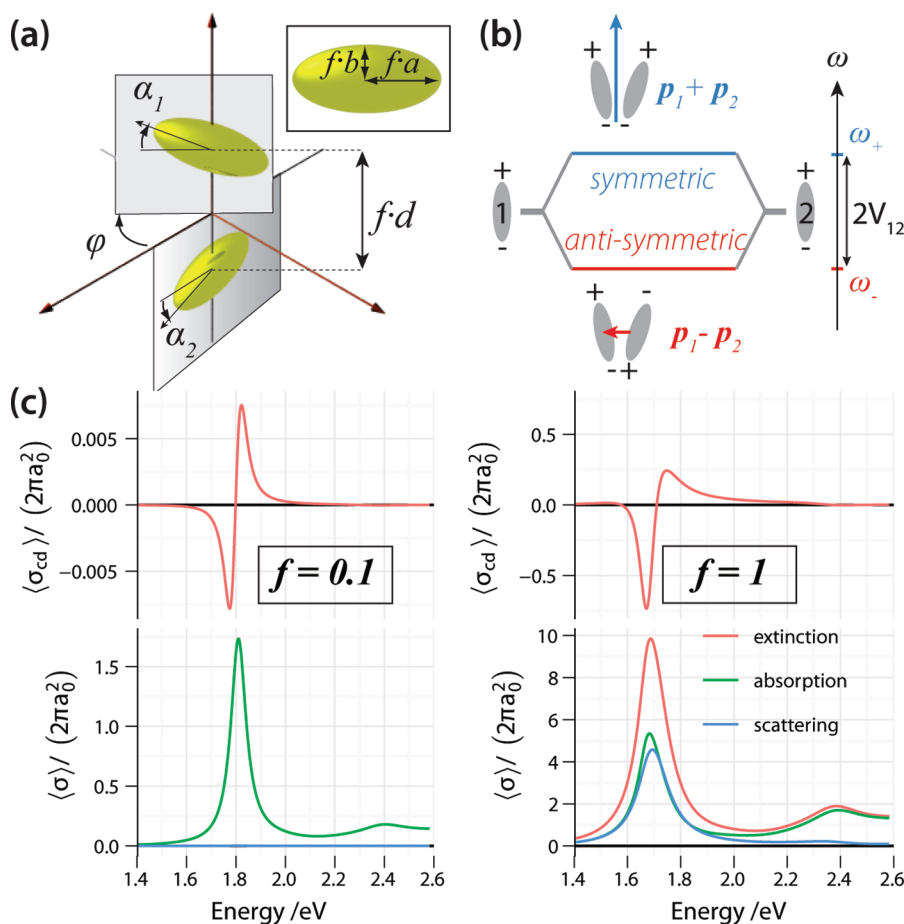 (a)
α₁
f·b
f·a
f·d
φ
α₂
(b)
+ +
- -
p₁ + p₂
ω
ω₊
symmetric
+
1
-
+
2
-
2V₁₂
anti-symmetric
ω₋
+ -
- +
p₁ - p₂
(c)
⟨σcd⟩ / (2πa₀²)
0.005
0.000
−0.005
f = 0.1
⟨σcd⟩ / (2πa₀²)
0.5
0.0
−0.5
f = 1
⟨σ⟩ / (2πa₀²)
1.5
1.0
0.5
0
1.4 1.6 1.8 2.0 2.2 2.4 2.6
Energy /eV
⟨σ⟩ / (2πa₀²)
10
8
6
4
2
0
extinction
absorption
scattering
1.4 1.6 1.8 2.0 2.2 2.4 2.6
Energy /eV